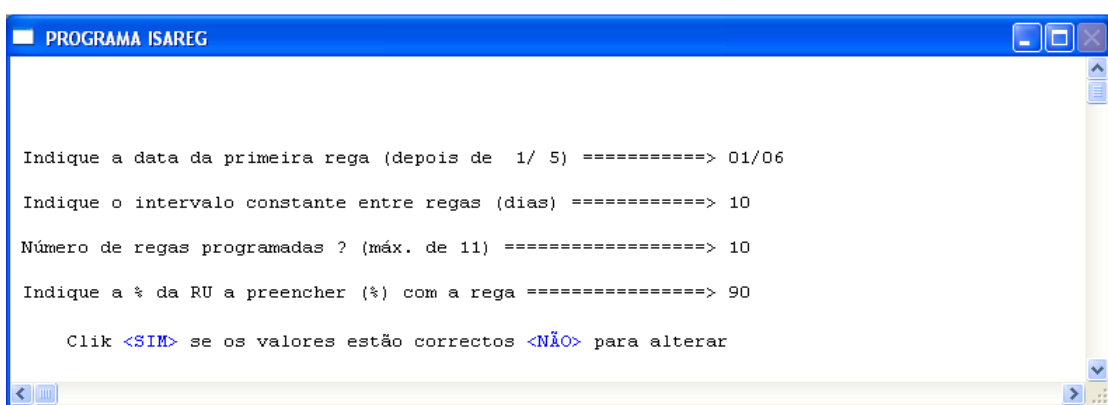 PROGRAMA ISAREG
Indique a data da primeira rega (depois de  1/ 5) ===========> 01/06
Indique o intervalo constante entre regas (dias) ============> 10
Número de regas programadas ? (máx. de 11) ==================> 10
Indique a % da RU a preencher (%) com a rega ================> 90
Clik <SIM> se os valores estão correctos <NÃO> para alterar